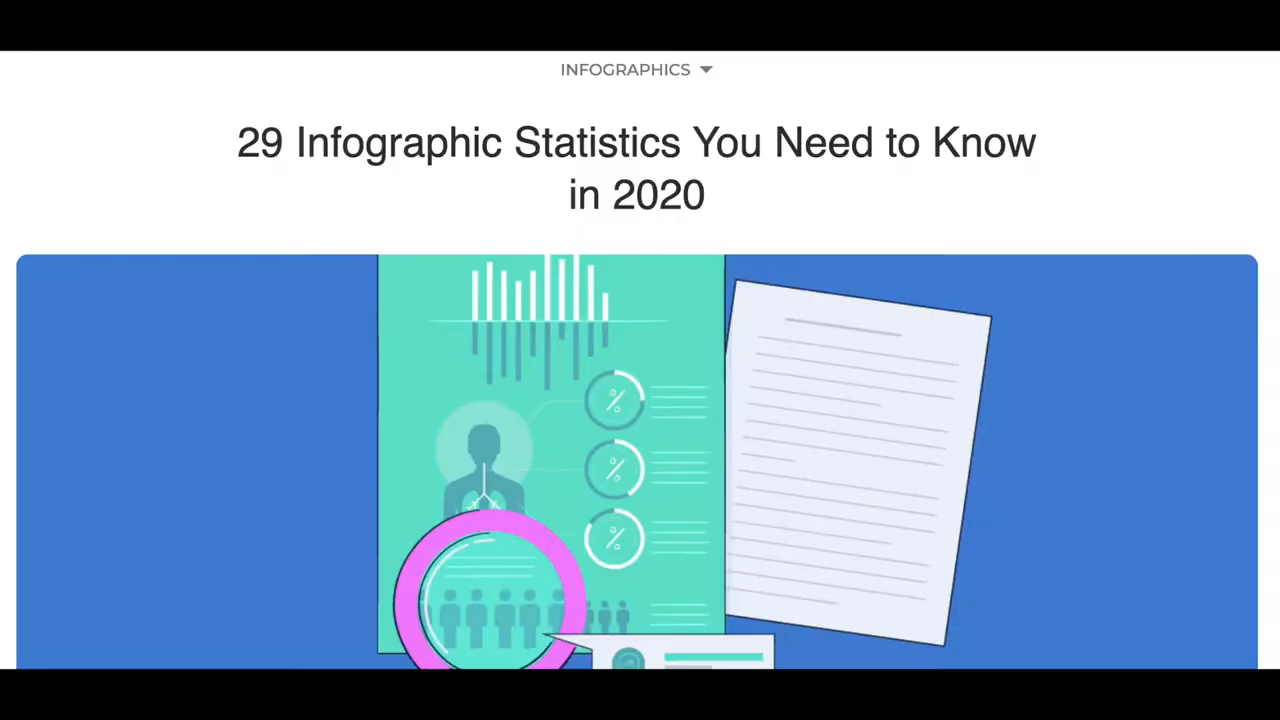 INFOGRAPHICS
29 Infographic Statistics You Need to Know
in 2020
%
%
%